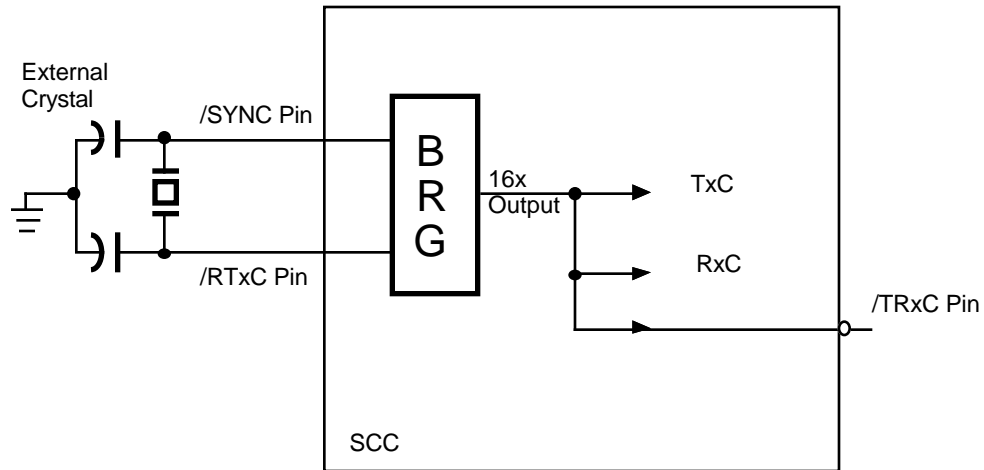 External
Crystal
/SYNC Pin
B
R
G
16x
Output
TxC
RxC
/RTxC Pin
/TRxC Pin
SCC